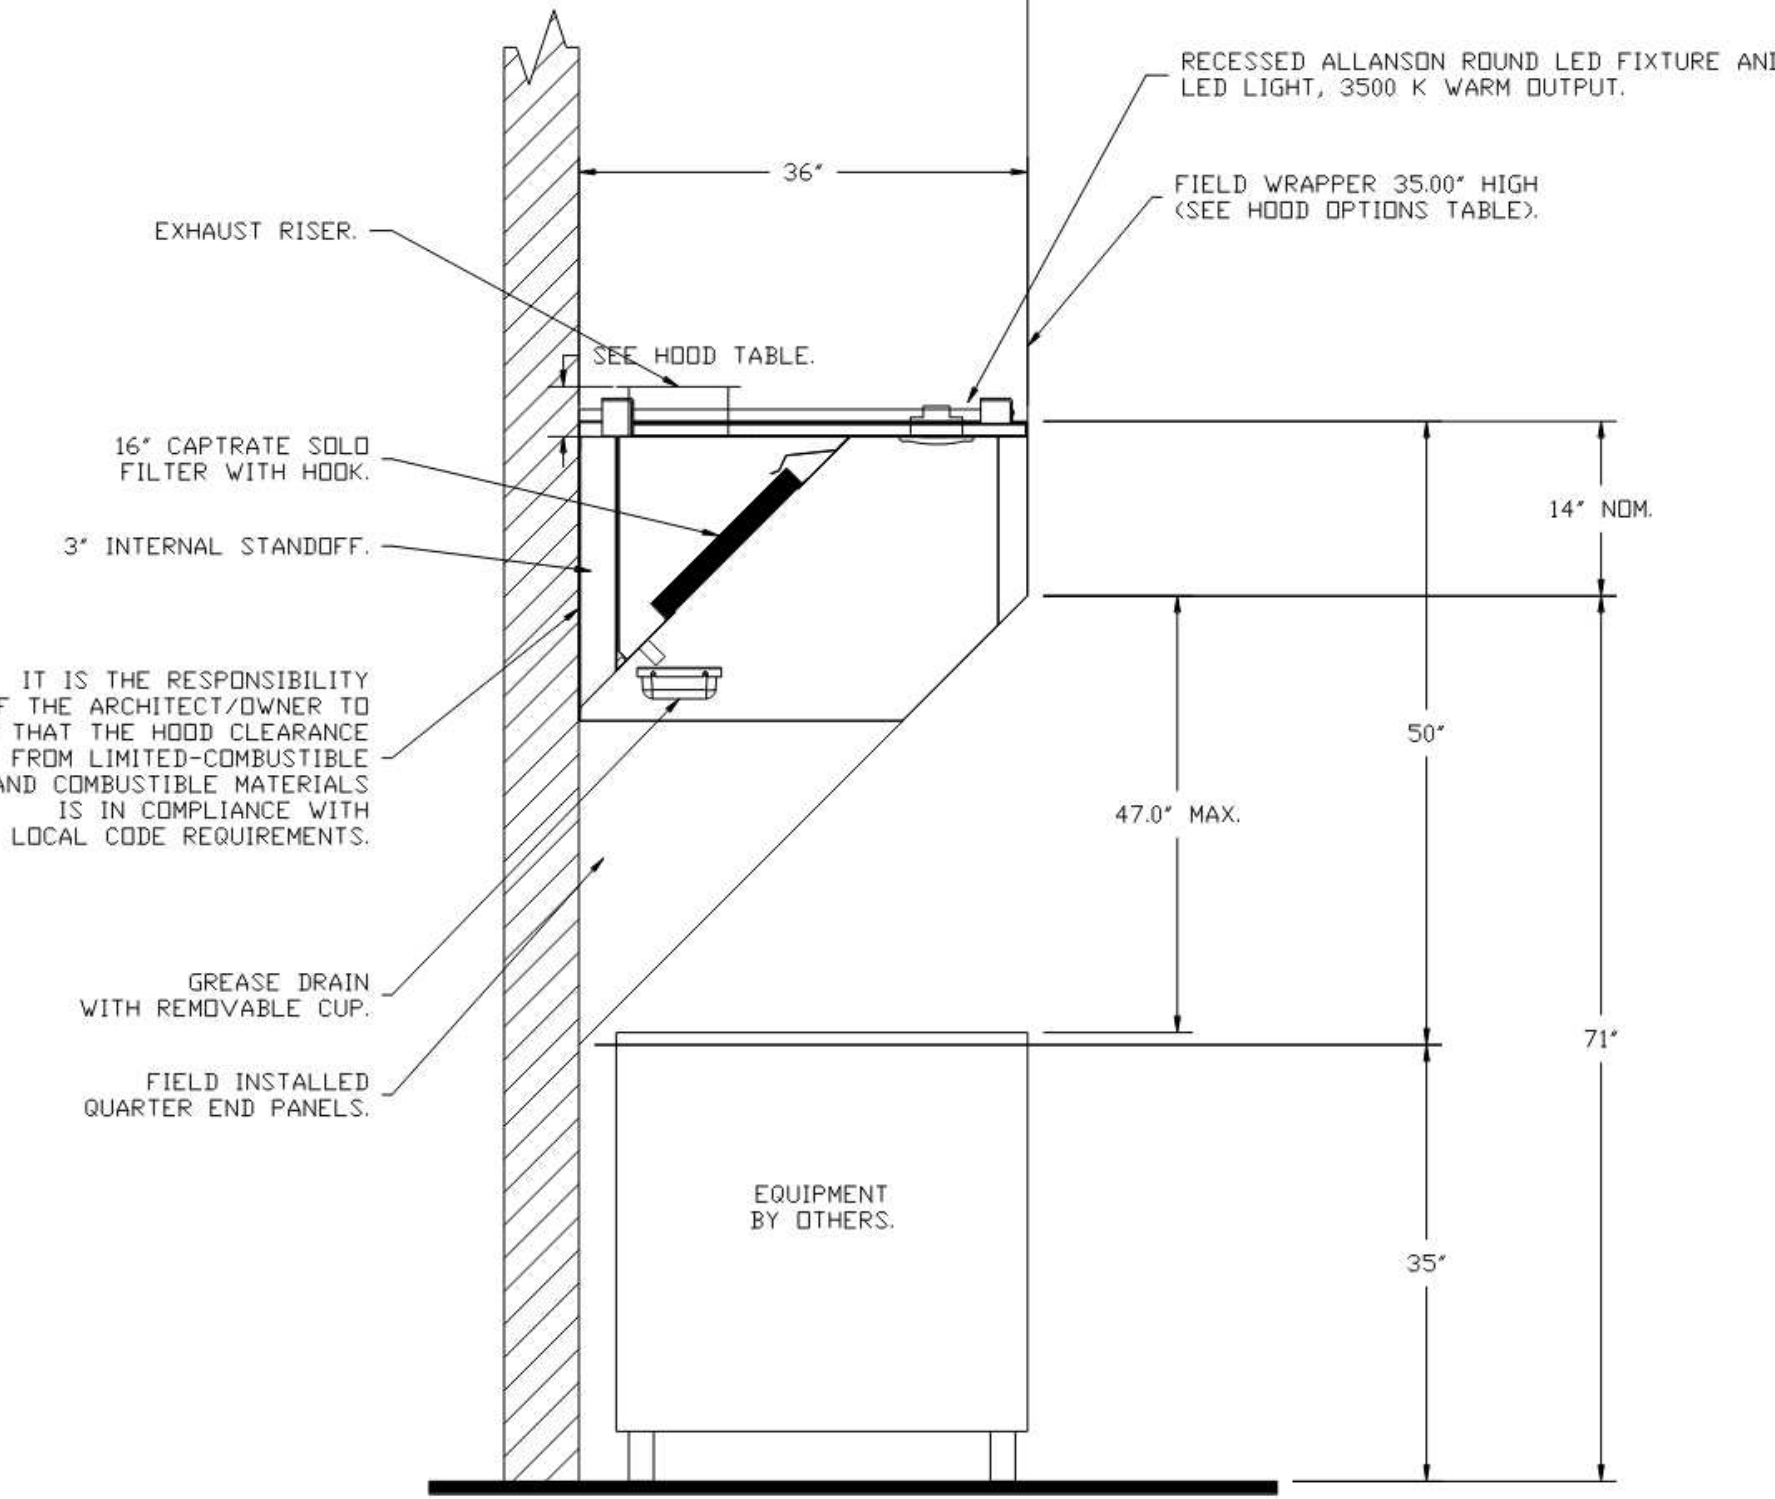 RECESSED ALLANSON ROUND LED FIXTURE AND
LED LIGHT, 3500 K WARM OUTPUT.
36"
FIELD WRAPPER 35.00" HIGH
(SEE HOOD OPTIONS TABLE).
EXHAUST RISER.
SEE HOOD TABLE.
16" CAPTRATE SOLO
FILTER WITH HOOK.
14" NOM.
3" INTERNAL STANDOFF.
IT IS THE RESPONSIBILITY
THE ARCHITECT/OWNER TO
THAT THE HOOD CLEARANCE
FROM LIMITED-COMBUSTIBLE
AND COMBUSTIBLE MATERIALS
IS IN COMPLIANCE WITH
LOCAL CODE REQUIREMENTS.
50"
47.0" MAX.
GREASE DRAIN
WITH REMOVABLE CUP.
71"
FIELD INSTALLED
QUARTER END PANELS.
EQUIPMENT
BY OTHERS.
35"